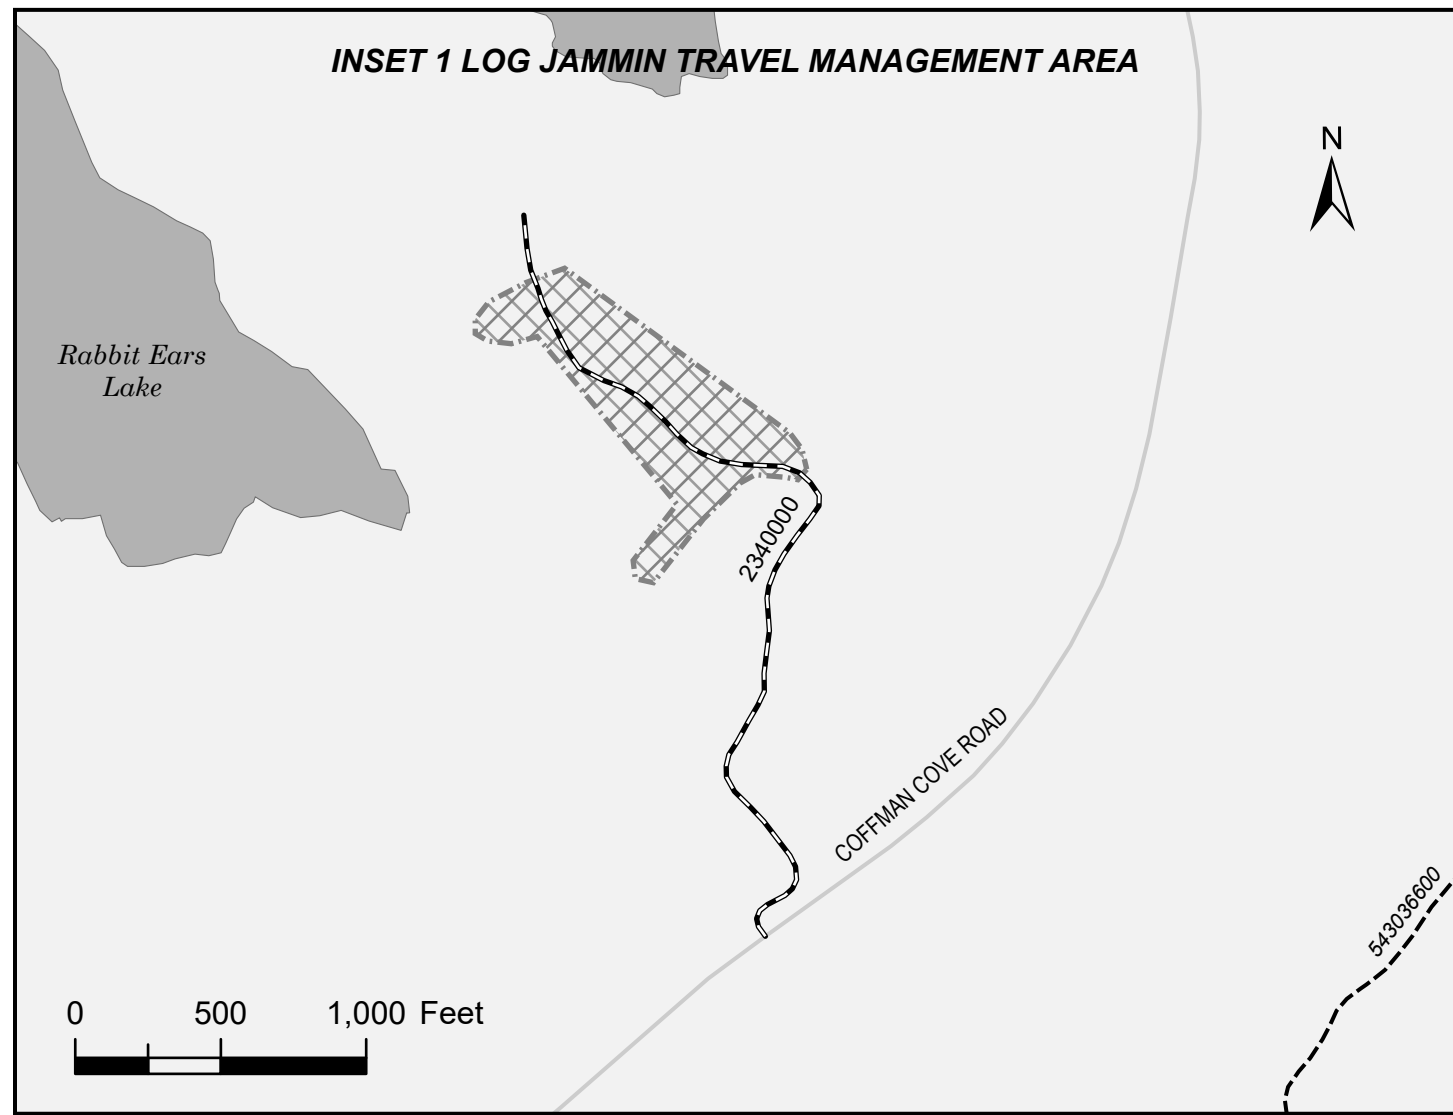 INSET 1 LOG JAMMIN TRAVEL MANAGEMENT AREA
N
Rabbit Ears
Lake
2340000
COFFMAN COVE ROAD
543036600
0 500 1,000 Feet